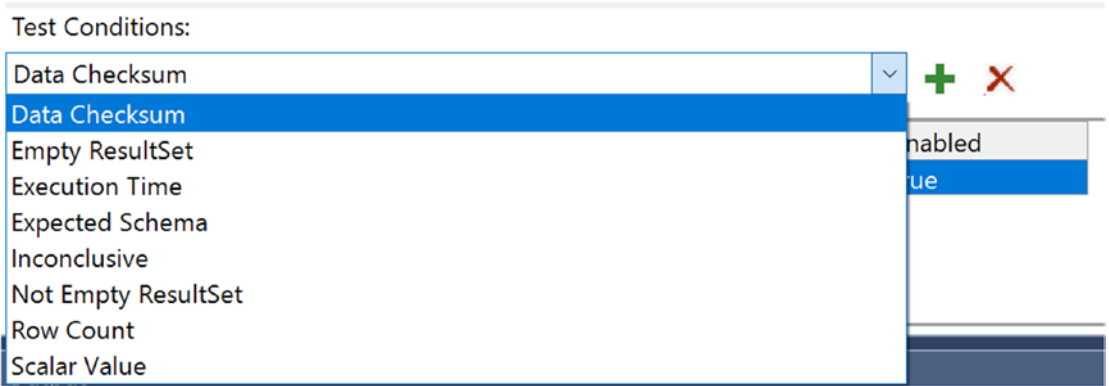 Test Conditions:
Data Checksum
Data Checksum
Empty ResultSet
Execution Time
Expected Schema
Inconclusive
Not Empty ResultSet
Row Count
Scalar Value
nabled
rue